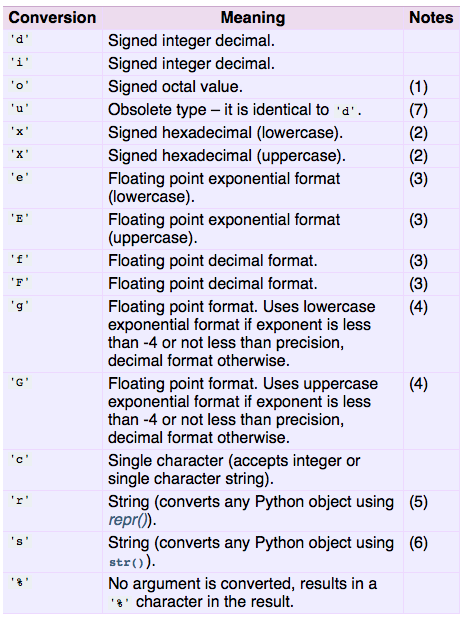 Conversion Meaning Notes
'd' Signed integer decimal.
'i' Signed integer decimal.
'o' Signed octal value. (1)
'u' Obsolete type – it is identical to 'd'. (7)
'x' Signed hexadecimal (lowercase). (2)
'X' Signed hexadecimal (uppercase). (2)
'e' Floating point exponential format (3)
(lowercase).
'E' Floating point exponential format (3)
(uppercase).
'f' Floating point decimal format. (3)
'F' Floating point decimal format. (3)
'g' Floating point format. Uses lowercase (4)
exponential format if exponent is less
than -4 or not less than precision,
decimal format otherwise.
'G' Floating point format. Uses uppercase (4)
exponential format if exponent is less
than -4 or not less than precision,
decimal format otherwise.
'c' Single character (accepts integer or
single character string).
'r' String (converts any Python object using (5)
repr()).
's' String (converts any Python object using (6)
str()).
'%' No argument is converted, results in a
'%' character in the result.